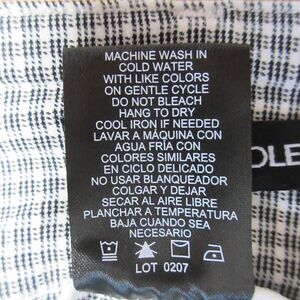 MACHINE WASH IN
COLD WATER
WITH LIKE COLORS
ON GENTLE CYCLE
DO NOT BLEACH
HANG TO DRY
COOL IRON IF NEEDED
LAVAR A MÁQUINA CON
AGUA FRÍA CON
COLORES SIMILARES
EN CICLO DELICADO
NO USAR BLANQUEADOR
COLGAR Y DEJAR
SECAR AL AIRE LIBRE
PLANCHAR A TEMPERATURA
BAJA CUANDO SEA
NECESARIO
LOT 0207